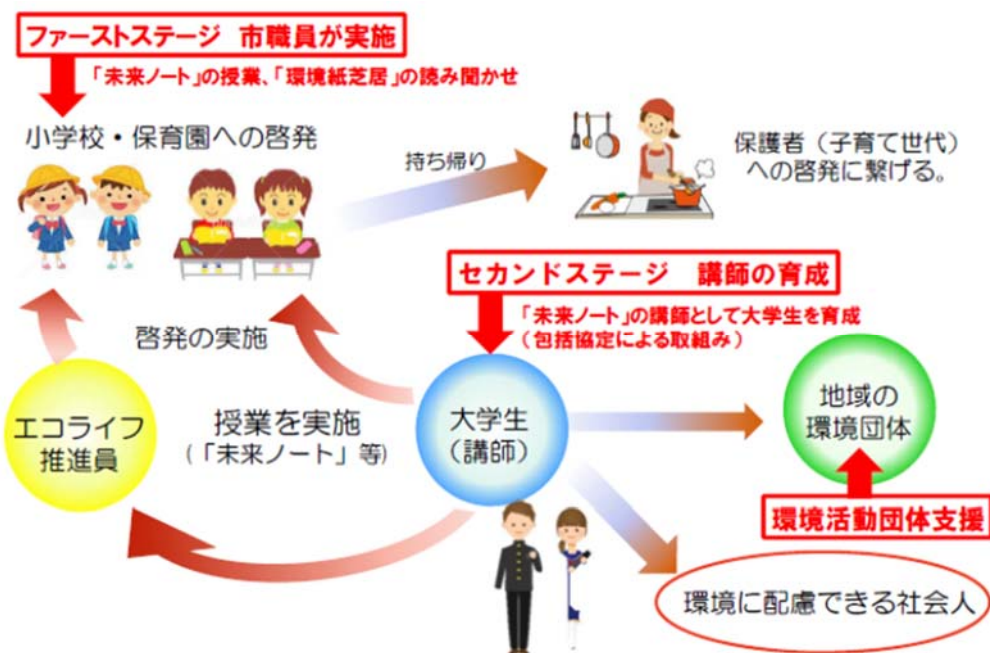 ファーストステージ 市職員が実施
「未来ノート」の授業、「環境紙芝居」の読み聞かせ
小学校・保育園への啓発
持ち帰り
保護者（子育て世代）
への啓発に繋げる。
セカンドステージ 講師の育成
「未来ノート」の講師として大学生を育成
（包括協定による取組み）
啓発の実施
エコライフ
推進員
授業を実施
（「未来ノート」等）
大学生
（講師）
地域の
環境団体
環境活動団体支援
環境に配慮できる社会人